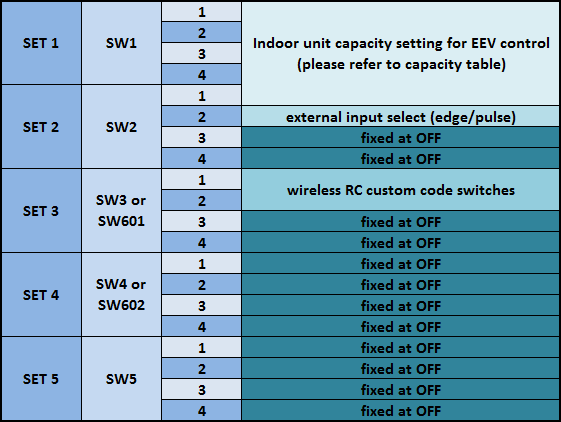 SET 1 SW1 1 Indoor unit capacity setting for EEV control
2 (please refer to capacity table)
3
4
SET 2 SW2 1
2 external input select (edge/pulse)
3 fixed at OFF
4 fixed at OFF
SET 3 SW3 or SW601 1 wireless RC custom code switches
2
3 fixed at OFF
4 fixed at OFF
SET 4 SW4 or SW602 1 fixed at OFF
2 fixed at OFF
3 fixed at OFF
4 fixed at OFF
SET 5 SW5 1 fixed at OFF
2 fixed at OFF
3 fixed at OFF
4 fixed at OFF